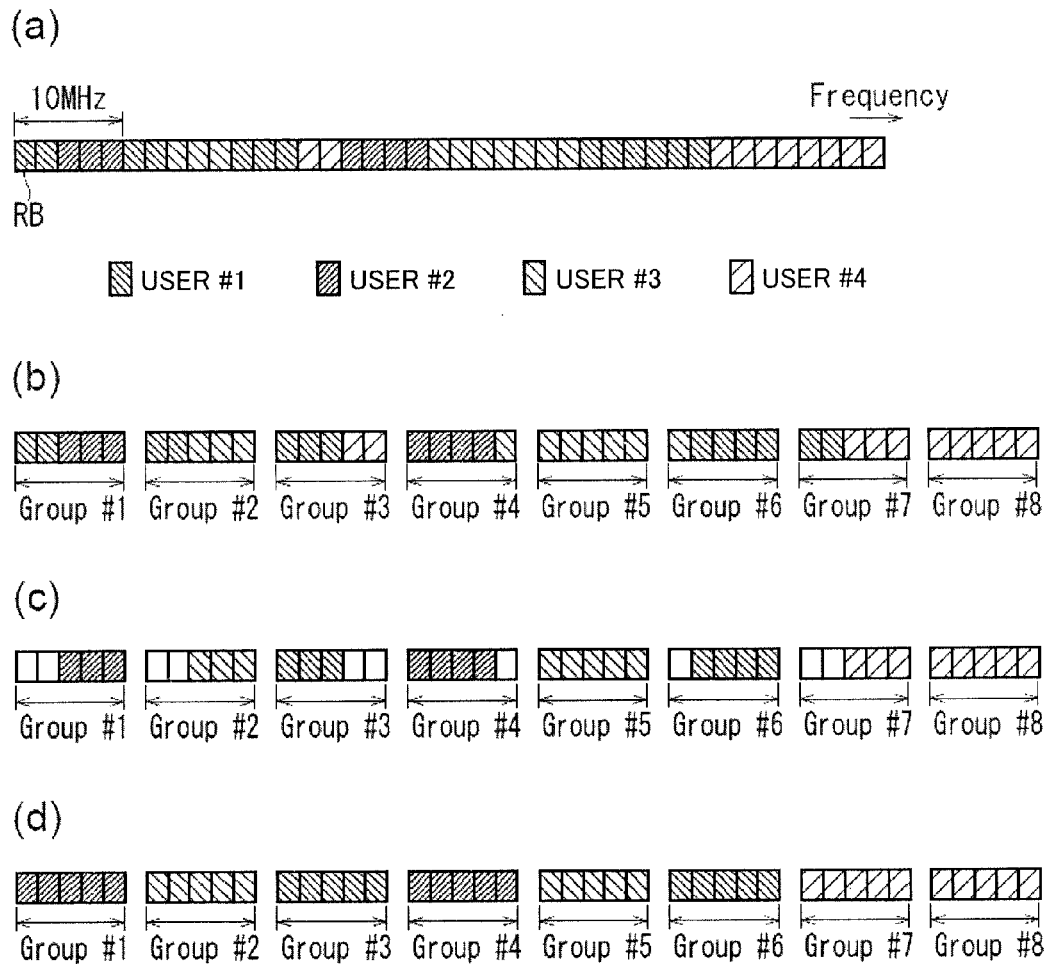 (a)
10MHz
Frequency
RB
USER #1 USER #2 USER #3 USER #4
(b)
Group #1 Group #2 Group #3 Group #4 Group #5 Group #6 Group #7 Group #8
(c)
Group #1 Group #2 Group #3 Group #4 Group #5 Group #6 Group #7 Group #8
(d)
Group #1 Group #2 Group #3 Group #4 Group #5 Group #6 Group #7 Group #8